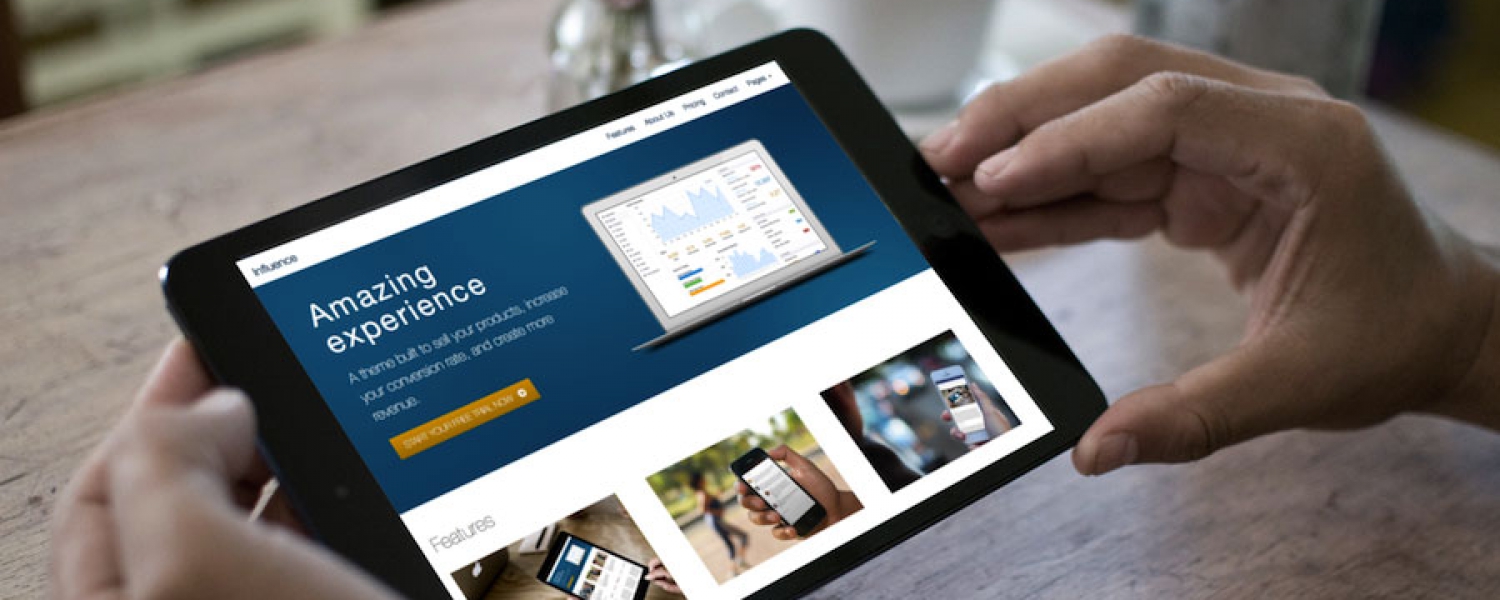 Influence
Features About Us Pricing Contact Pages
Amazing
experience
A theme built to sell your products, increase
your conversion rate, and create more
revenue.
START YOUR FREE TRIAL NOW
Features